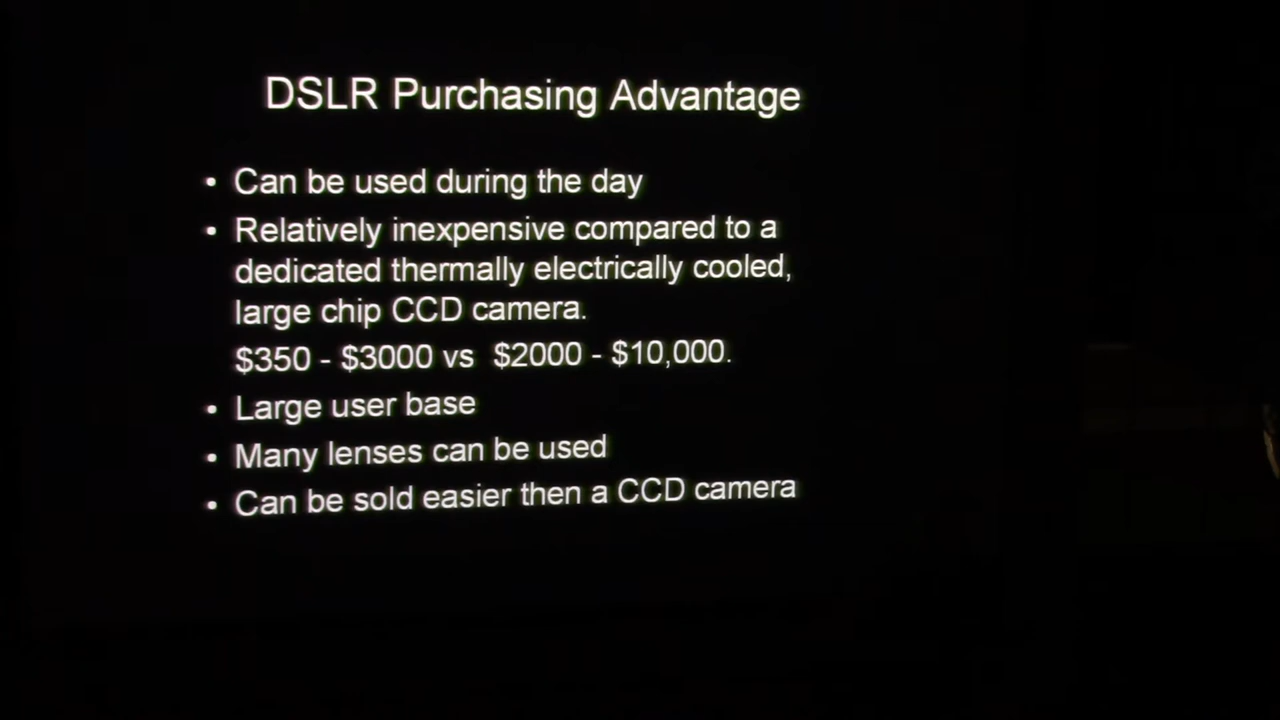 DSLR Purchasing Advantage
• Can be used during the day
• Relatively inexpensive compared to a
dedicated thermally electrically cooled,
large chip CCD camera.
$350 - $3000 vs $2000 - $10,000.
• Large user base
• Many lenses can be used
• Can be sold easier then a CCD camera